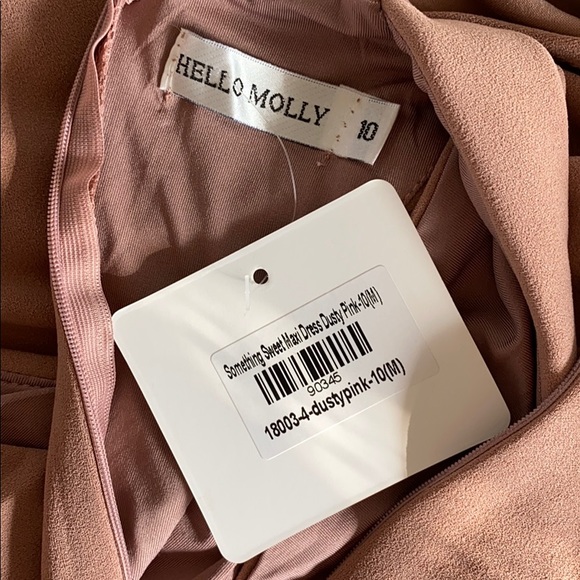 HELLO MOLLY
10
Something Sweet Maxi Dress Dusty Pink-10(M)
90345
18003-4-dustypink-10(M)